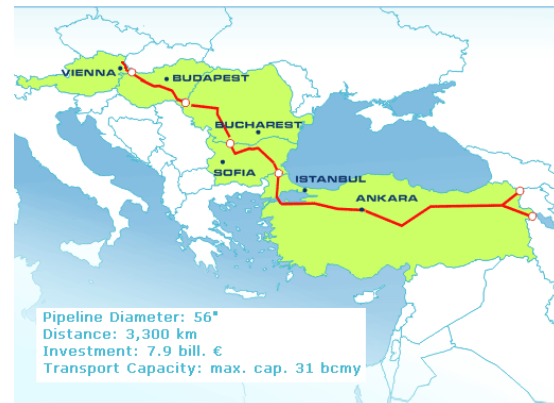 VIENNA
BUDAPEST
BUCHAREST
SOFIA
ISTANBUL
ANKARA
Pipeline Diameter: 56"
Distance: 3,300 km
Investment: 7.9 bill. €
Transport Capacity: max. cap. 31 bcmy